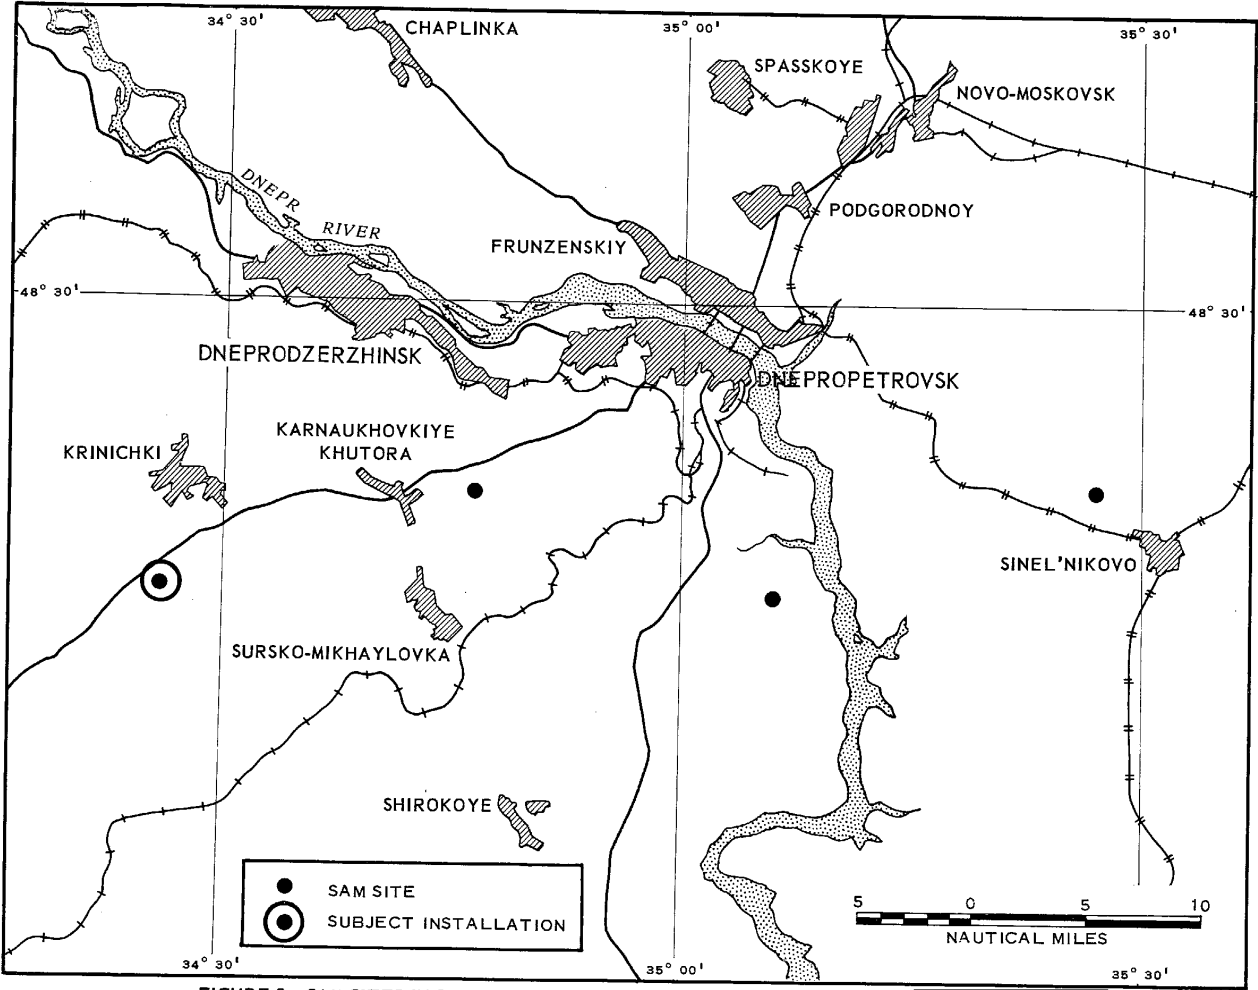 34° 30'
35° 00'
35° 30'
CHAPLINKA
SPASSKOYE
NOVO-MOSKOVSK
DNEPR
RIVER
PODGORODNOY
FRUNZENSKIY
48° 30'
48° 30'
DNEPRODZERZHINSK
DNEPROPETROVSK
KRINICHKI
KARNAUKHOVKIYE
KHUTORA
SINEL'NIKOVO
SURSKO-MIKHAYLOVKA
SHIROKOYE
SAM SITE
SUBJECT INSTALLATION
5 0 5 10
NAUTICAL MILES
34° 30'
35° 00'
35° 30'